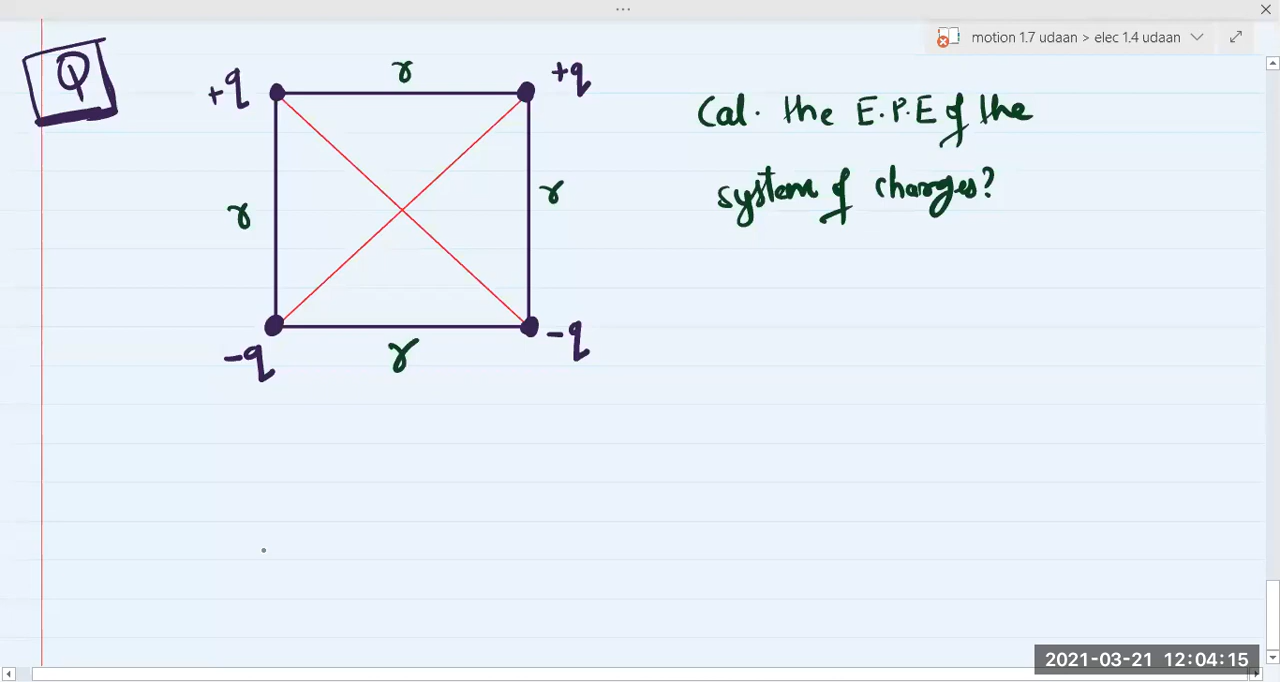 ...
motion 1.7 udaan > elec 1.4 udaan
Q
+q
r
+q
Cal. the E.P.E of the
system of charges?
r
r
-q
r
-q
2021-03-21 12:04:15